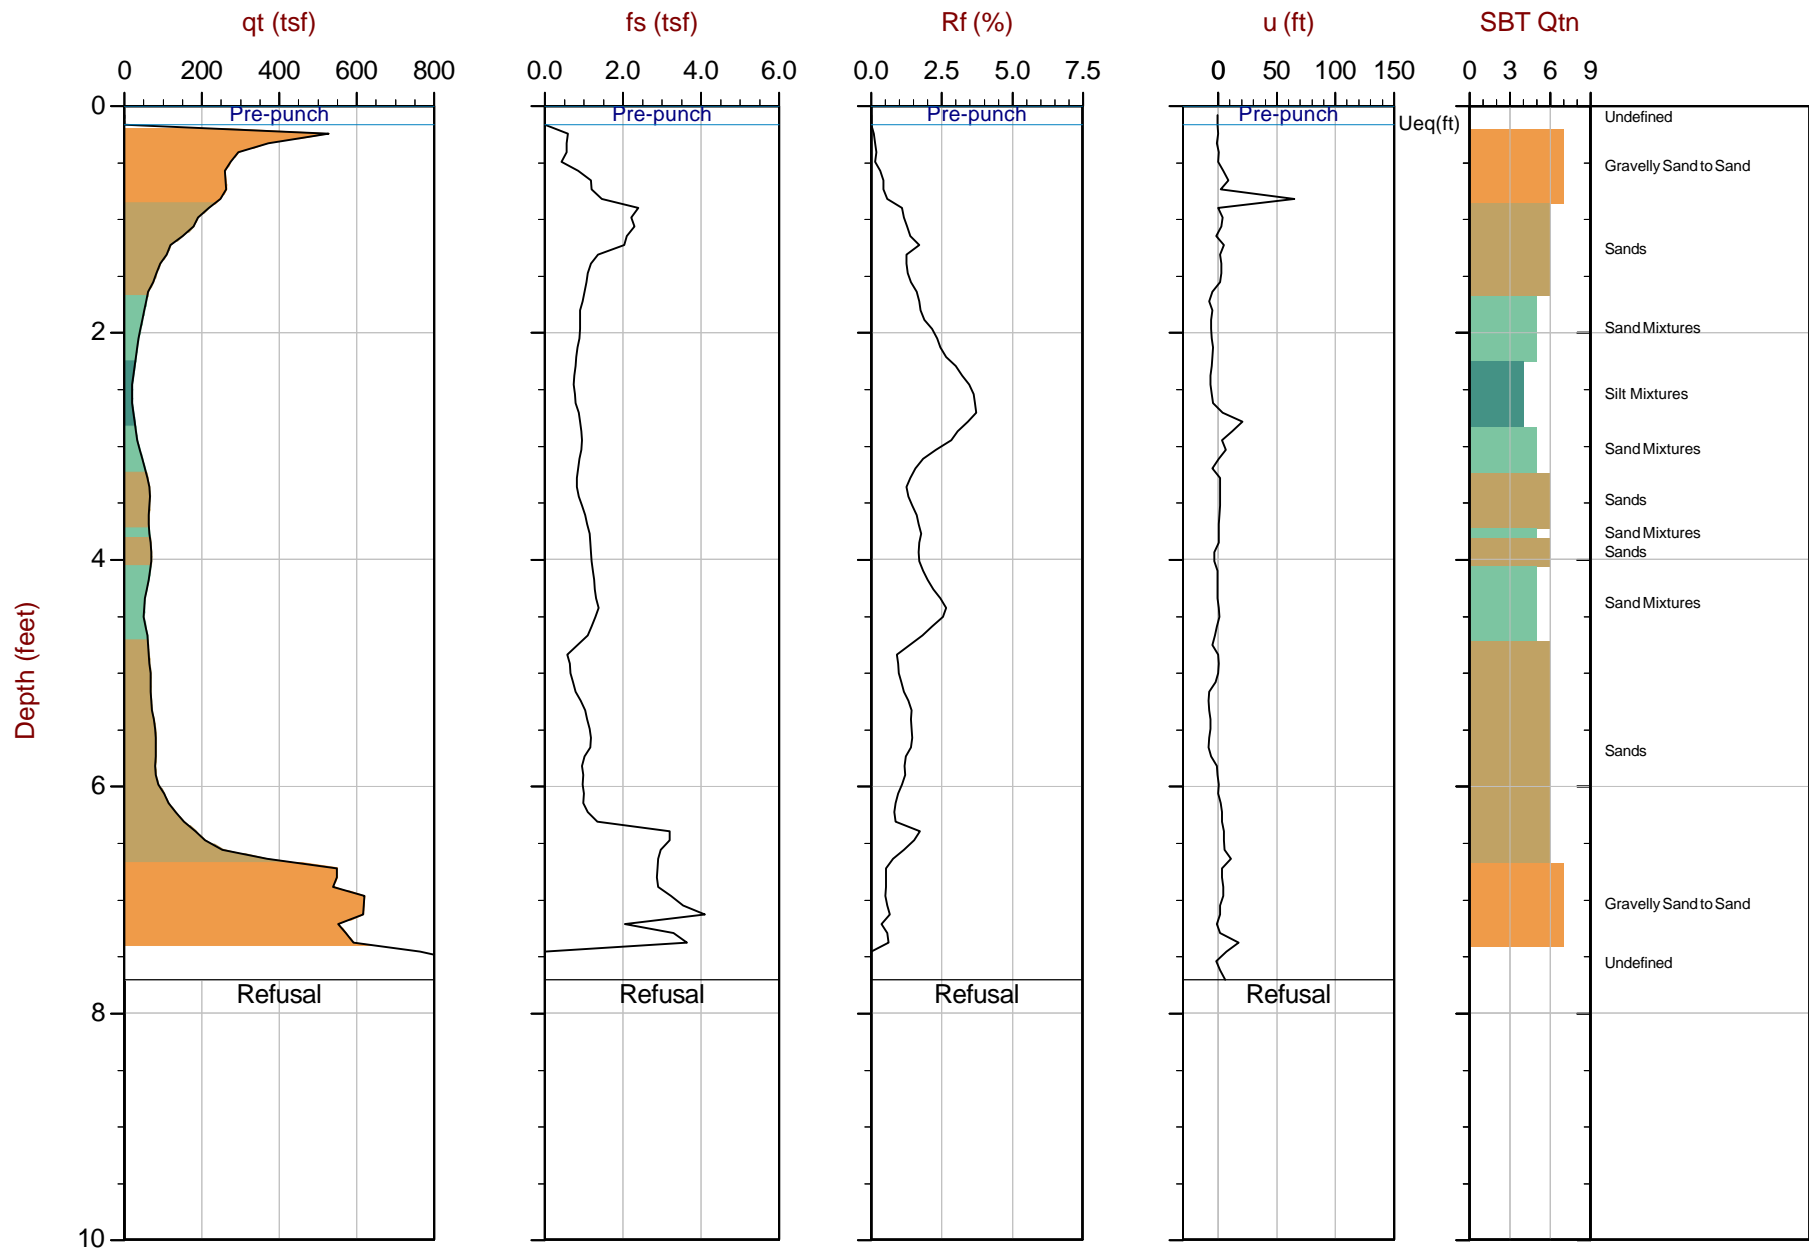 qt (tsf) fs (tsf) Rf (%) u (ft) SBT Qtn
0 200 400 600 800 0.0 2.0 4.0 6.0 0.0 2.5 5.0 7.5 0 50 100 150 0 3 6 9
0 Pre-punch Pre-punch Pre-punch Pre-punch Undefined
Ueq(ft)
Gravelly Sand to Sand
Sands
2 Sand Mixtures
Silt Mixtures
Sand Mixtures
Sands
Sand Mixtures
4 Sands
Sand Mixtures
Depth (feet)
Sands
6
Gravelly Sand to Sand
Undefined
Refusal Refusal Refusal Refusal
8
10